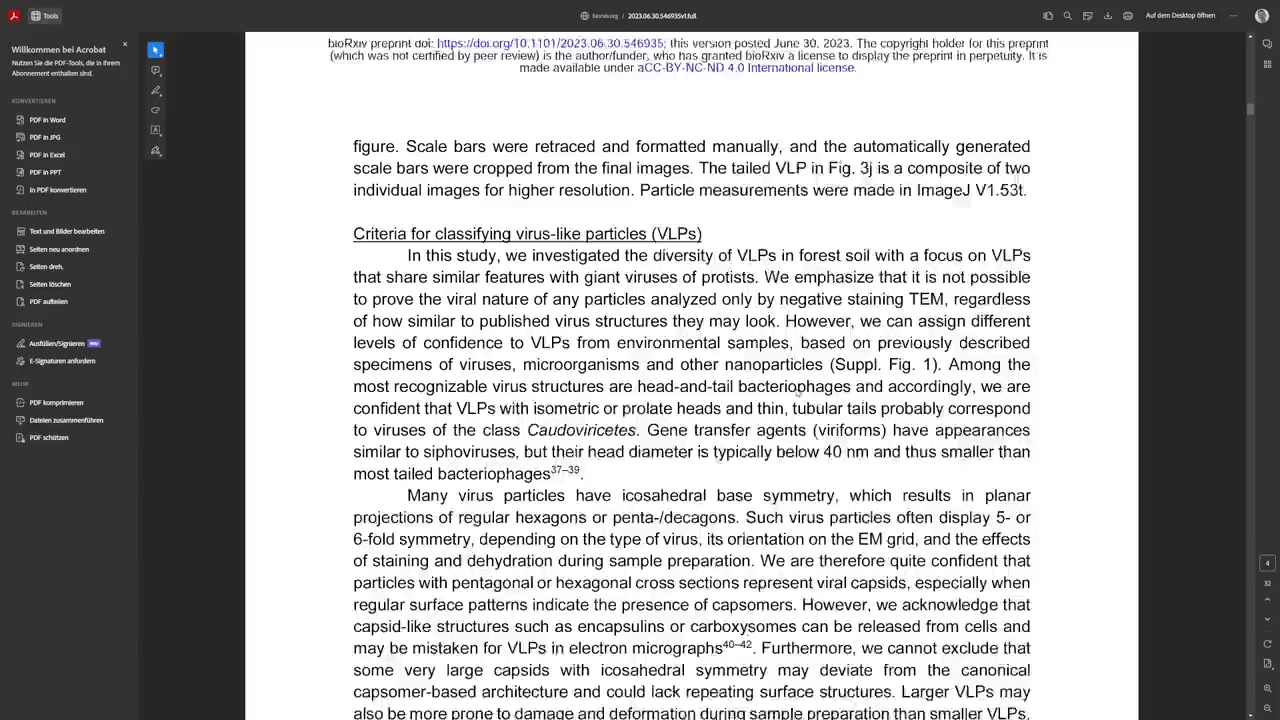 Tools
biorxiv.org / 2023.06.30.546935v1.full
Auf dem Desktop öffnen
Willkommen bei Acrobat
Nutzen Sie die PDF-Tools, die in Ihrem
Abonnement enthalten sind.
KONVERTIEREN
PDF in Word
PDF in JPG
PDF in Excel
PDF in PPT
In PDF konvertieren
BEARBEITEN
Text und Bilder bearbeiten
Seiten neu anordnen
Seiten dreh.
Seiten löschen
PDF aufteilen
SIGNIEREN
Ausfüllen/Signieren NEU
E-Signaturen anfordern
MEHR
PDF komprimieren
Dateien zusammenführen
PDF schützen
bioRxiv preprint doi: https://doi.org/10.1101/2023.06.30.546935; this version posted June 30, 2023. The copyright holder for this preprint
(which was not certified by peer review) is the author/funder, who has granted bioRxiv a license to display the preprint in perpetuity. It is
made available under aCC-BY-NC-ND 4.0 International license.
figure. Scale bars were retraced and formatted manually, and the automatically generated
scale bars were cropped from the final images. The tailed VLP in Fig. 3j is a composite of two
individual images for higher resolution. Particle measurements were made in ImageJ V1.53t.
Criteria for classifying virus-like particles (VLPs)
In this study, we investigated the diversity of VLPs in forest soil with a focus on VLPs
that share similar features with giant viruses of protists. We emphasize that it is not possible
to prove the viral nature of any particles analyzed only by negative staining TEM, regardless
of how similar to published virus structures they may look. However, we can assign different
levels of confidence to VLPs from environmental samples, based on previously described
specimens of viruses, microorganisms and other nanoparticles (Suppl. Fig. 1). Among the
most recognizable virus structures are head-and-tail bacteriophages and accordingly, we are
confident that VLPs with isometric or prolate heads and thin, tubular tails probably correspond
to viruses of the class Caudoviricetes. Gene transfer agents (viriforms) have appearances
similar to siphoviruses, but their head diameter is typically below 40 nm and thus smaller than
most tailed bacteriophages37–39.
Many virus particles have icosahedral base symmetry, which results in planar
projections of regular hexagons or penta-/decagons. Such virus particles often display 5- or
6-fold symmetry, depending on the type of virus, its orientation on the EM grid, and the effects
of staining and dehydration during sample preparation. We are therefore quite confident that
particles with pentagonal or hexagonal cross sections represent viral capsids, especially when
regular surface patterns indicate the presence of capsomers. However, we acknowledge that
capsid-like structures such as encapsulins or carboxysomes can be released from cells and
may be mistaken for VLPs in electron micrographs40–42. Furthermore, we cannot exclude that
some very large capsids with icosahedral symmetry may deviate from the canonical
capsomer-based architecture and could lack repeating surface structures. Larger VLPs may
also be more prone to damage and deformation during sample preparation than smaller VLPs.
4
32